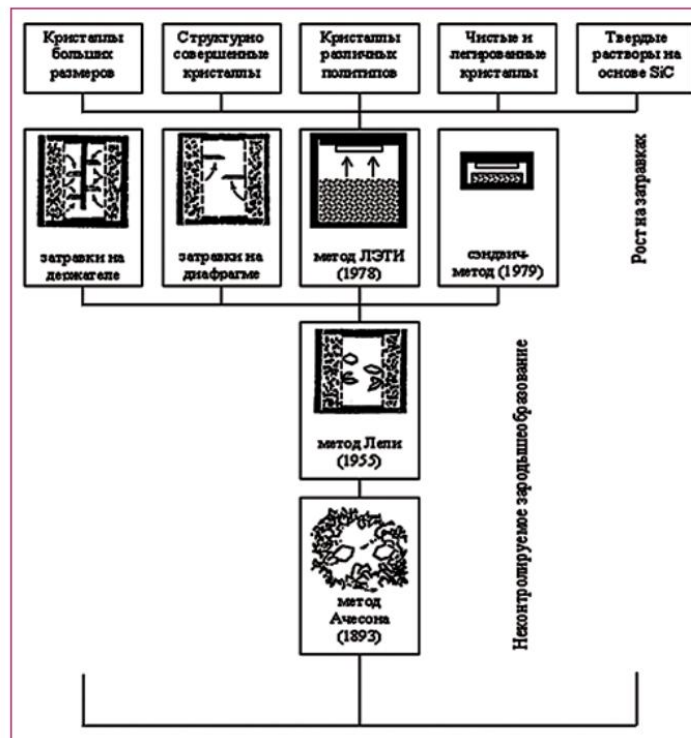 Кристаллы
больших
размеров
Структурно
совершенные
кристаллы
Кристаллы
различных
политипов
Чистые и
легированные
кристаллы
Твердые
растворы на
основе SiC
затравки на
держателе
затравки на
диафрагме
метод ЛЭТИ
(1978)
сэндвич-
метод (1979)
Рост на затравках
метод Лели
(1955)
Неконтролируемое зародышеобразование
метод
Ачесона
(1893)